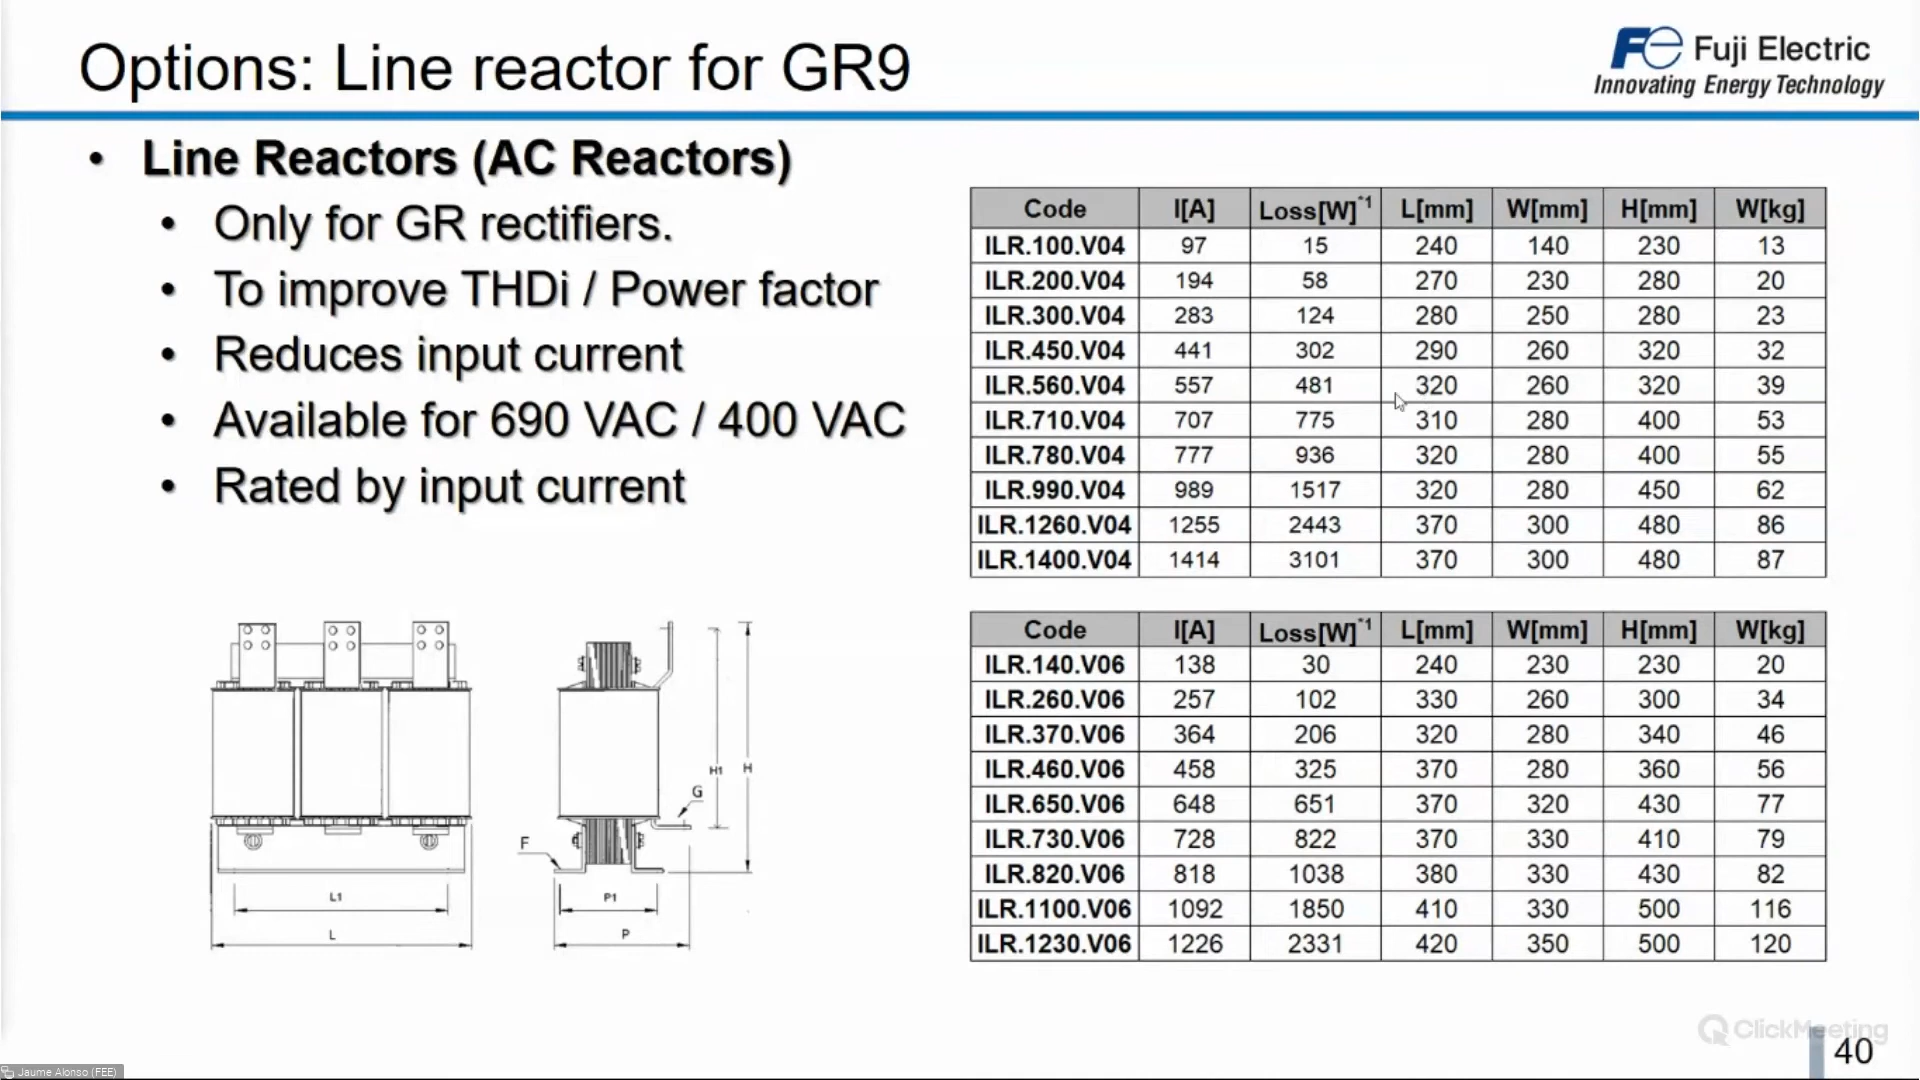 Options: Line reactor for GR9
Fuji Electric
Innovating Energy Technology
• Line Reactors (AC Reactors)
• Only for GR rectifiers.
• To improve THDi / Power factor
• Reduces input current
• Available for 690 VAC / 400 VAC
• Rated by input current
Code I[A] Loss[W]*1 L[mm] W[mm] H[mm] W[kg]
ILR.100.V04 97 15 240 140 230 13
ILR.200.V04 194 58 270 230 280 20
ILR.300.V04 283 124 280 250 280 23
ILR.450.V04 441 302 290 260 320 32
ILR.560.V04 557 481 320 260 320 39
ILR.710.V04 707 775 310 280 400 53
ILR.780.V04 777 936 320 280 400 55
ILR.990.V04 989 1517 320 280 450 62
ILR.1260.V04 1255 2443 370 300 480 86
ILR.1400.V04 1414 3101 370 300 480 87
Code I[A] Loss[W]*1 L[mm] W[mm] H[mm] W[kg]
ILR.140.V06 138 30 240 230 230 20
ILR.260.V06 257 102 330 260 300 34
ILR.370.V06 364 206 320 280 340 46
ILR.460.V06 458 325 370 280 360 56
ILR.650.V06 648 651 370 320 430 77
ILR.730.V06 728 822 370 330 410 79
ILR.820.V06 818 1038 380 330 430 82
ILR.1100.V06 1092 1850 410 330 500 116
ILR.1230.V06 1226 2331 420 350 500 120
H1 H
G
F
L1 P1
L P
ClickMeeting
40
Jaume Alonso (FEE)